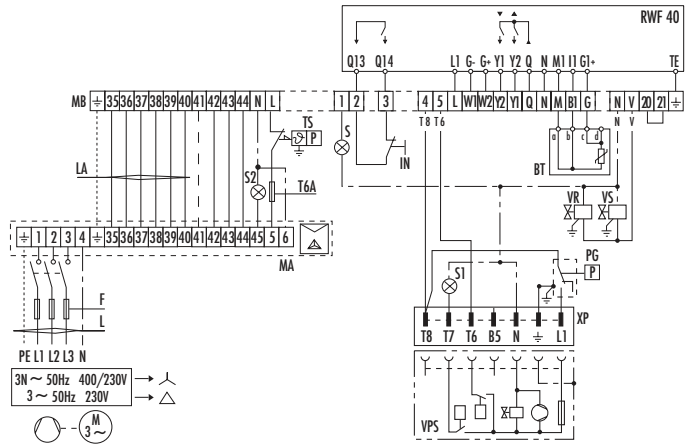 RWF 40
Q13 Q14 L1 G- G+ Y1 Y2 Q N M1 I1 G1+ TE
MB 35 36 37 38 39 40 41 42 43 44 N L 1 2 3 4 5 L W1 W2 Y2 Y1 Q N M B1 G N V 20 21
T8 T6 N V
TS
P
S
IN
a b c d
BT
LA
S2
T6A
VR VS
1 2 3 4 35 36 37 38 39 40 41 42 43 44 45 5 6
MA
PG
P
S1
F
L
XP
T8 T7 T6 B5 N L1
PE L1 L2 L3 N
3N ~ 50Hz 400/230V
3 ~ 50Hz 230V
VPS
M
3~